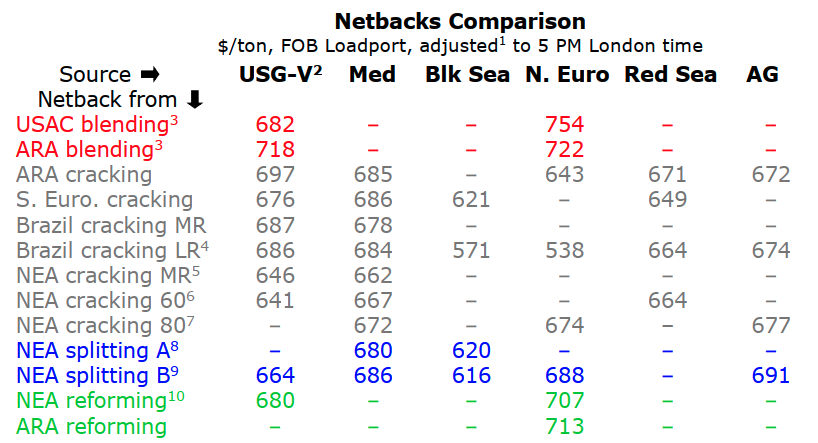 Netbacks Comparison
$/ton, FOB Loadport, adjusted¹ to 5 PM London time
Source ➡ USG-V² Med Blk Sea N. Euro Red Sea AG
Netback from ⬇
USAC blending³ 682 – – 754 – –
ARA blending³ 718 – – 722 – –
ARA cracking 697 685 – 643 671 672
S. Euro. cracking 676 686 621 – 649 –
Brazil cracking MR 687 678 – – – –
Brazil cracking LR⁴ 686 684 571 538 664 674
NEA cracking MR⁵ 646 662 – – – –
NEA cracking 60⁶ 641 667 – – 664 –
NEA cracking 80⁷ – 672 – 674 – 677
NEA splitting A⁸ – 680 620 – – –
NEA splitting B⁹ 664 686 616 688 – 691
NEA reforming¹⁰ 680 – – 707 – –
ARA reforming – – – 713 – –